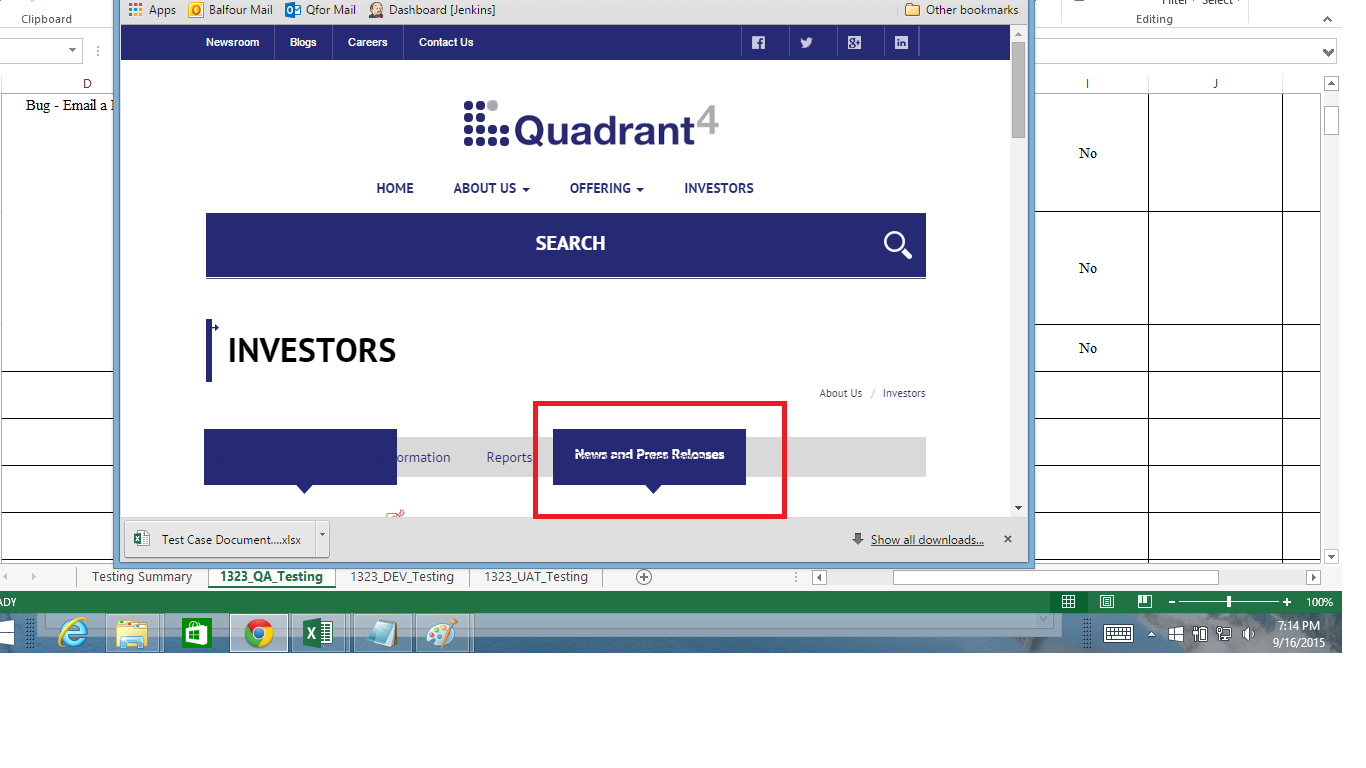 Filter Select
Clipboard
Editing
Apps Balfour Mail Qfor Mail Dashboard [Jenkins] Other bookmarks
Newsroom Blogs Careers Contact Us
D I J
Bug - Email a
Quadrant4
No
HOME ABOUT US OFFERING INVESTORS
SEARCH
No
INVESTORS
No
About Us / Investors
ormation Reports News and Press Releases
Test Case Document....xlsx Show all downloads...
Testing Summary 1323_QA_Testing 1323_DEV_Testing 1323_UAT_Testing
ADY 100%
7:14 PM
9/16/2015